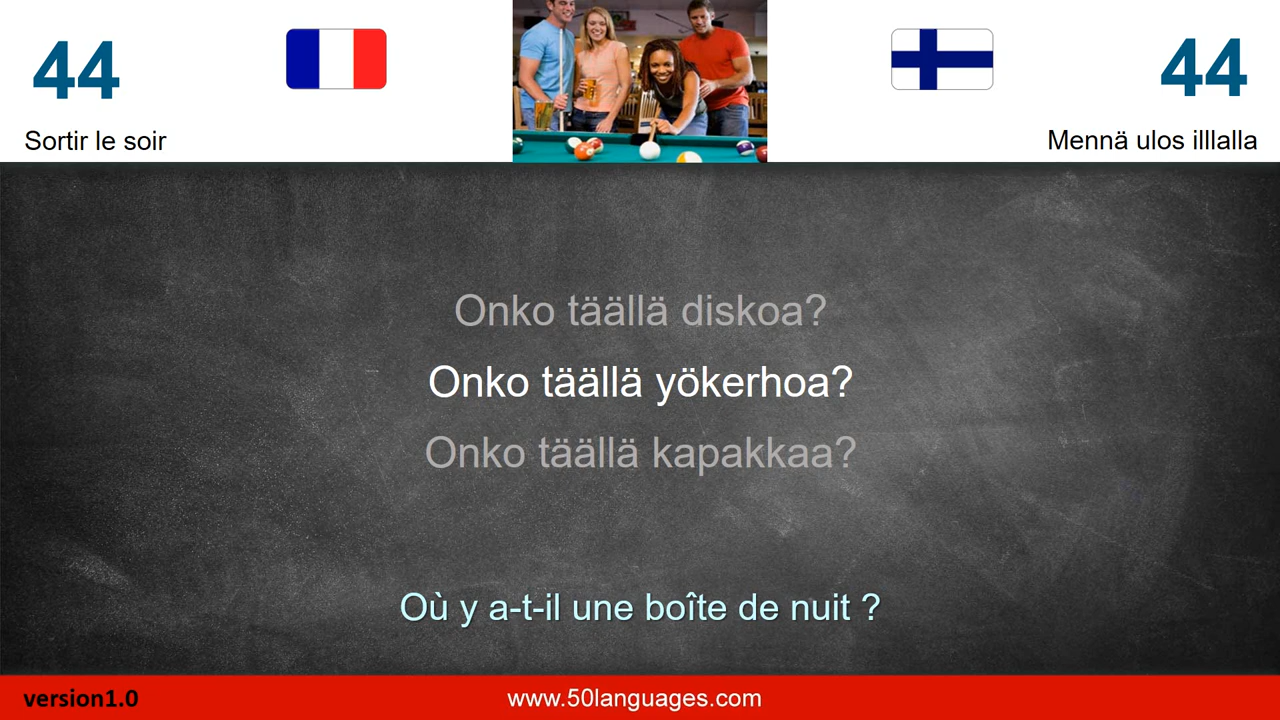 44
Sortir le soir
44
Mennä ulos illlalla
Onko täällä diskoa?
Onko täällä yökerhoa?
Onko täällä kapakkaa?
Où y a-t-il une boîte de nuit ?
version1.0
www.50languages.com